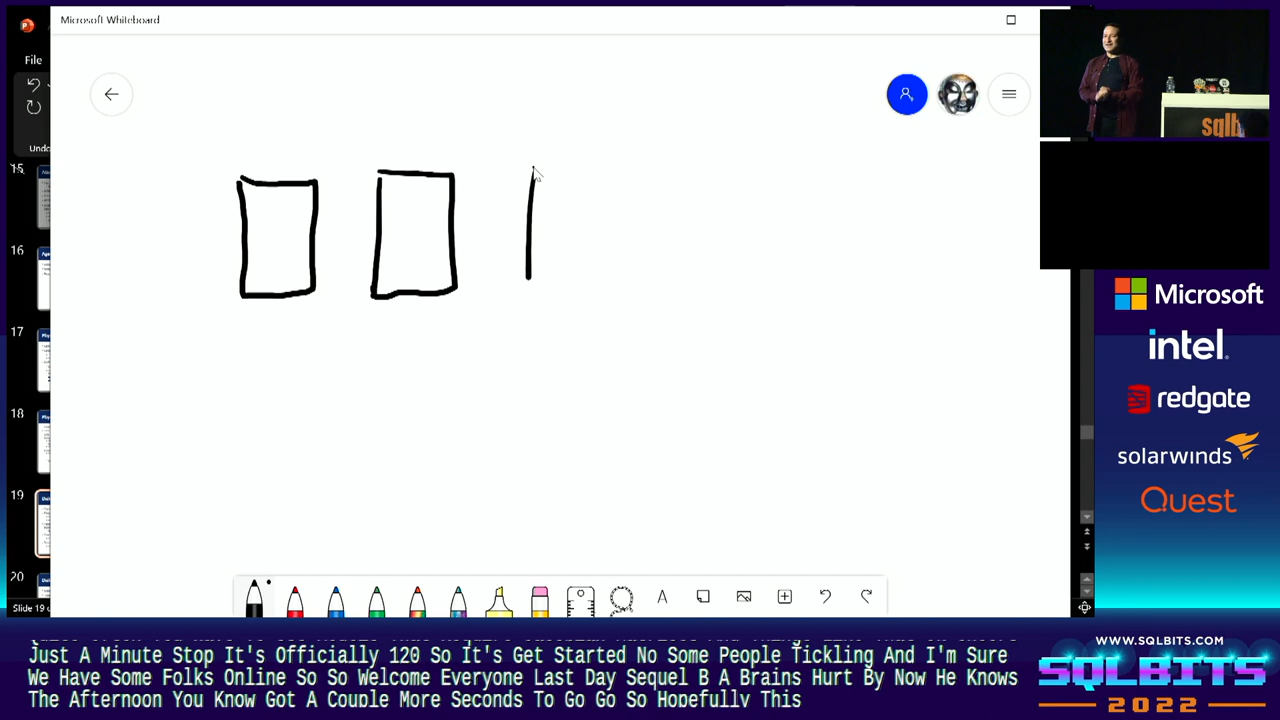 Microsoft Whiteboard
File
Undo
15
16
17
18
19
20
Slide 19 of
sqlb
Microsoft
intel.
redgate
solarwinds
Quest
WWW.SQLBITS.COM
SQLBITS
2022
Just A Minute Stop It's Officially 120 So It's Get Started No Some People Tickling And I'm Sure
We Have Some Folks Online So So Welcome Everyone Last Day Sequel B A Brains Hurt By Now He Knows
The Afternoon You Know Got A Couple More Seconds To Go Go So Hopefully This